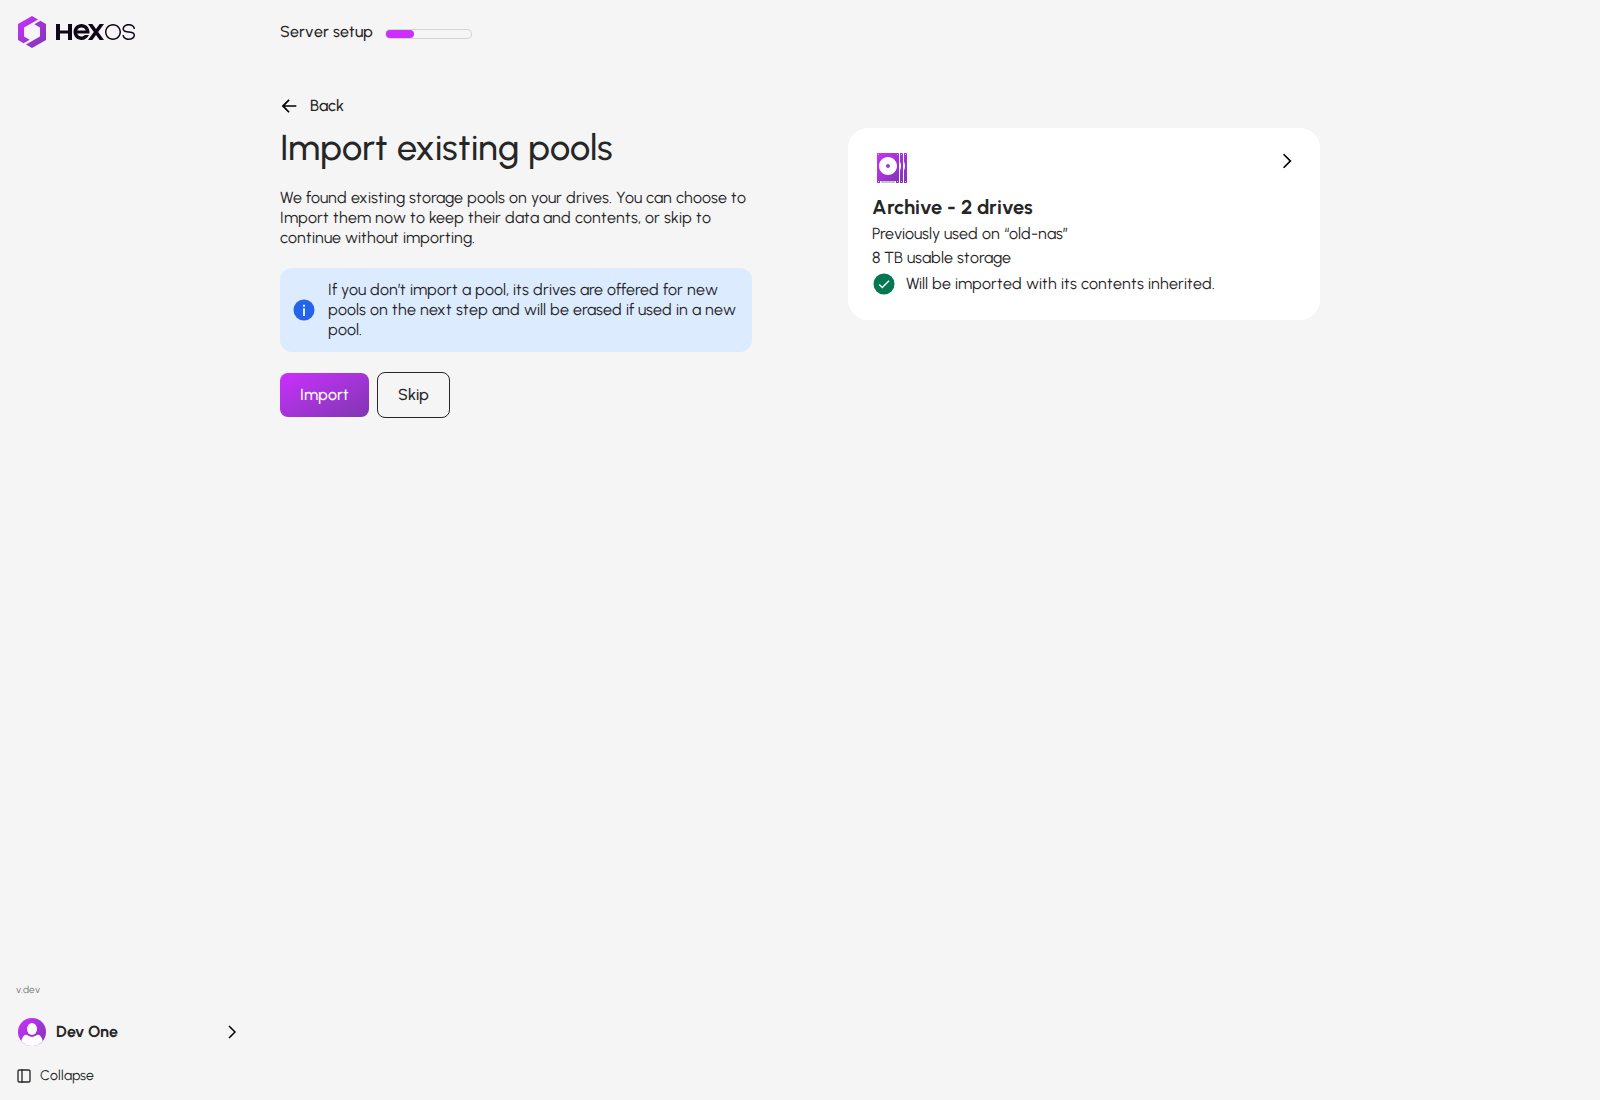 HexOS
Server setup
Back
Import existing pools
We found existing storage pools on your drives. You can choose to
Import them now to keep their data and contents, or skip to
continue without importing.
If you don’t import a pool, its drives are offered for new
pools on the next step and will be erased if used in a new
pool.
Import
Skip
Archive - 2 drives
Previously used on “old-nas”
8 TB usable storage
Will be imported with its contents inherited.
v.dev
Dev One
Collapse